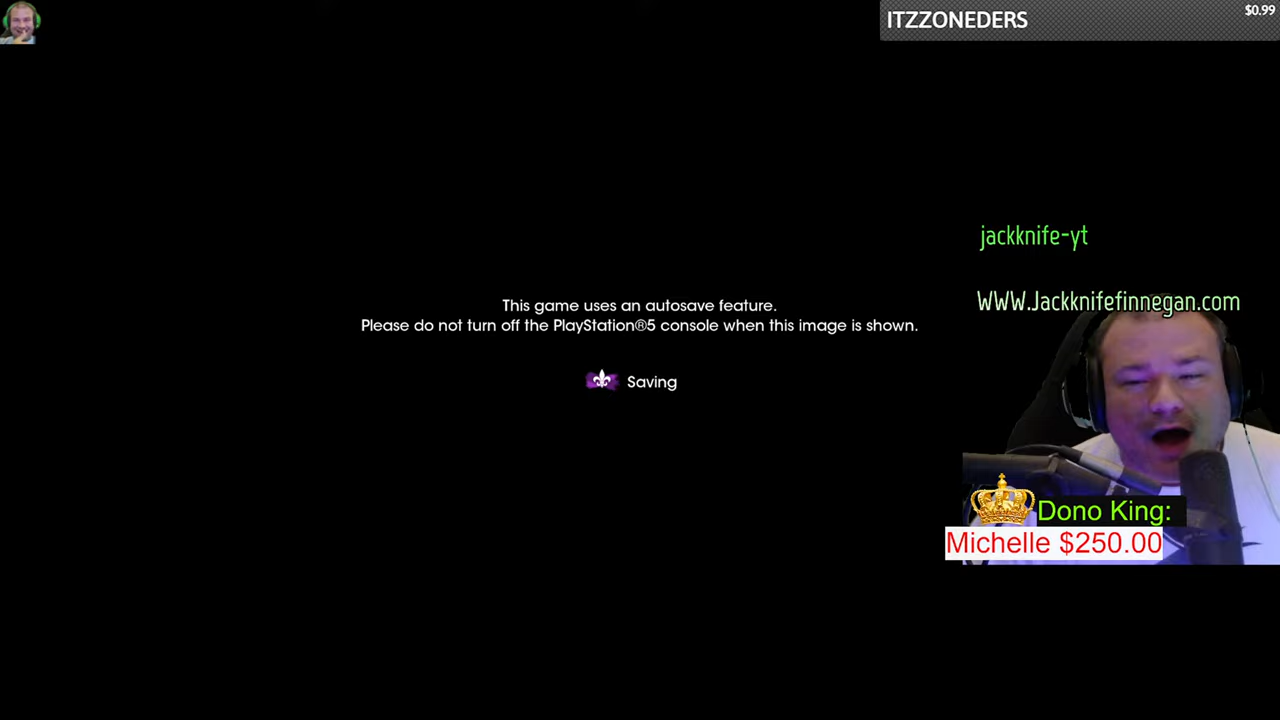 ITZZONEDERS
$0.99
This game uses an autosave feature.
Please do not turn off the PlayStation®5 console when this image is shown.
Saving
jackknife-yt
WWW.Jackknifefinnegan.com
Dono King:
Michelle $250.00